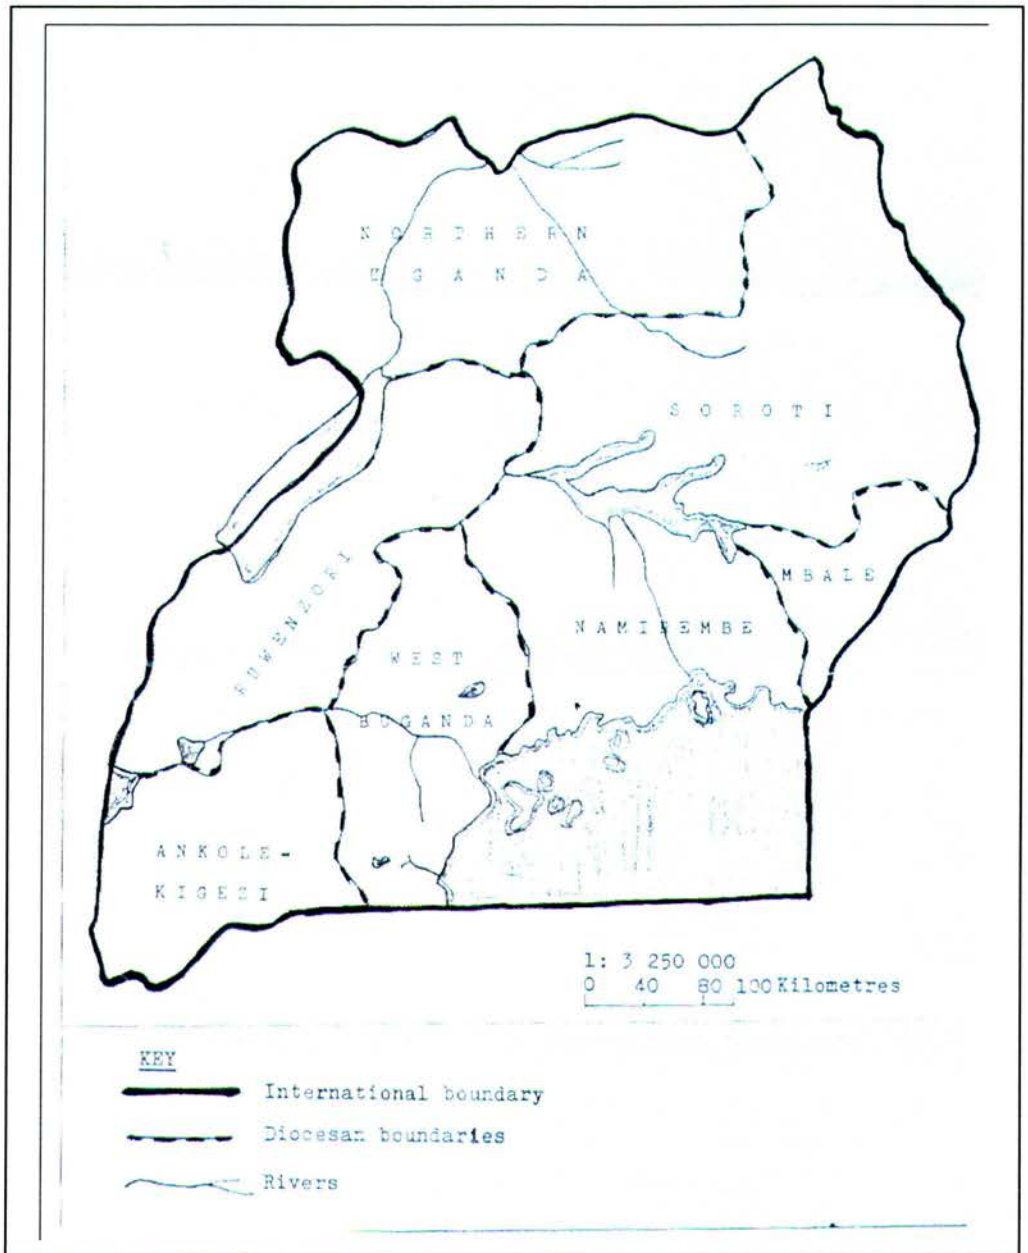 NORTHERN
UGANDA
SOROTI
MBALE
RUWENZORI
NAMIREMBE
WEST
BUGANDA
ANKOLE-
KIGEZI
1: 3 250 000
0 40 80 100 Kilometres
KEY
International boundary
Diocesan boundaries
Rivers